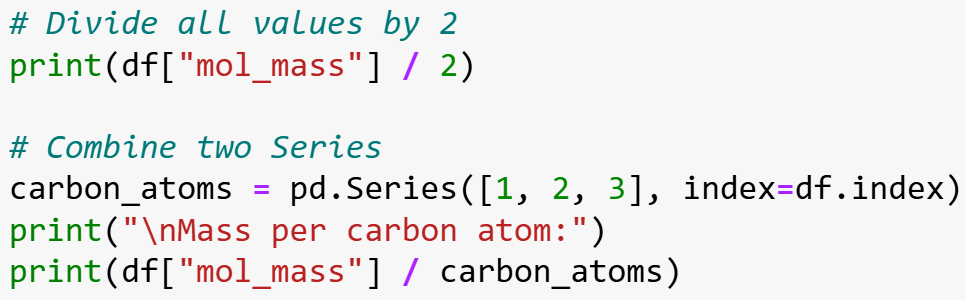 # Divide all values by 2
print(df["mol_mass"] / 2)

# Combine two Series
carbon_atoms = pd.Series([1, 2, 3], index=df.index)
print("\nMass per carbon atom:")
print(df["mol_mass"] / carbon_atoms)